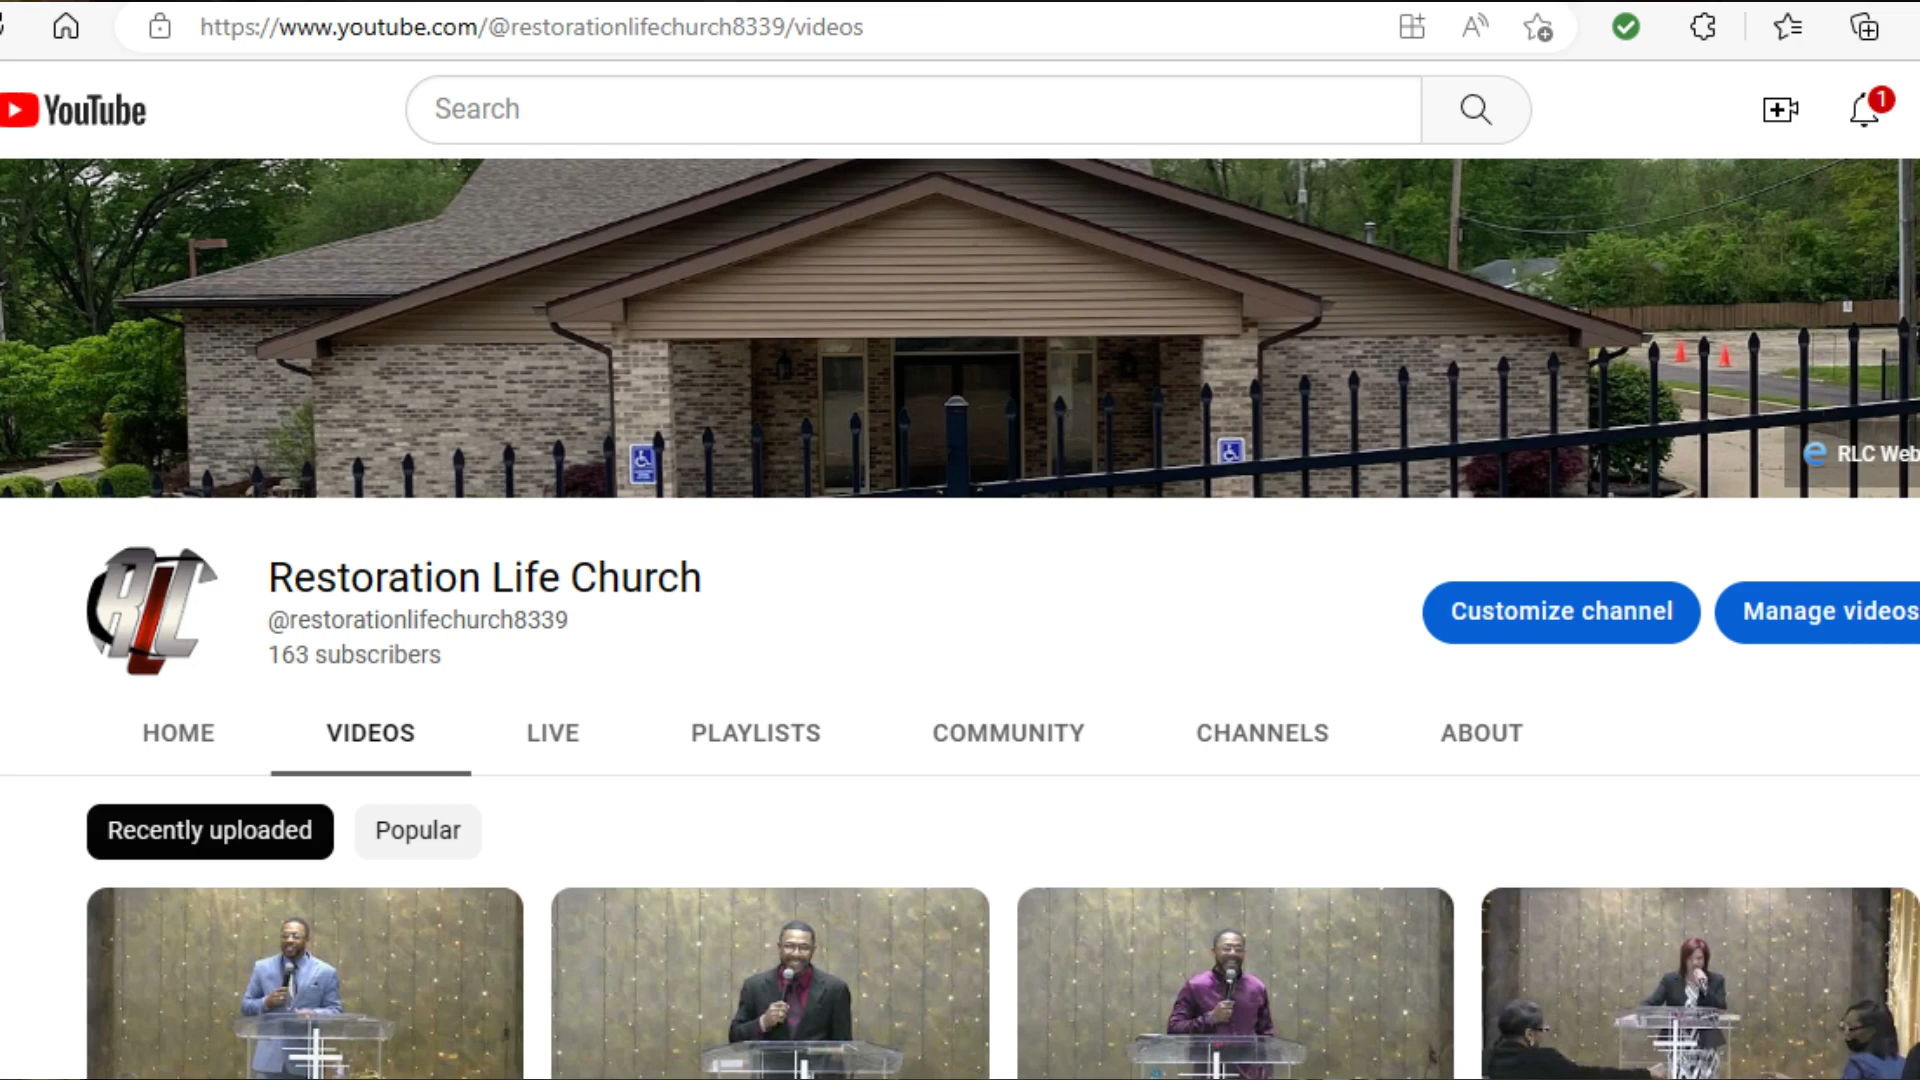 https://www.youtube.com/@restorationlifechurch8339/videos
YouTube
Search
1
RLC Web
RLC
Restoration Life Church
@restorationlifechurch8339
163 subscribers
Customize channel
Manage videos
HOME VIDEOS LIVE PLAYLISTS COMMUNITY CHANNELS ABOUT
Recently uploaded Popular